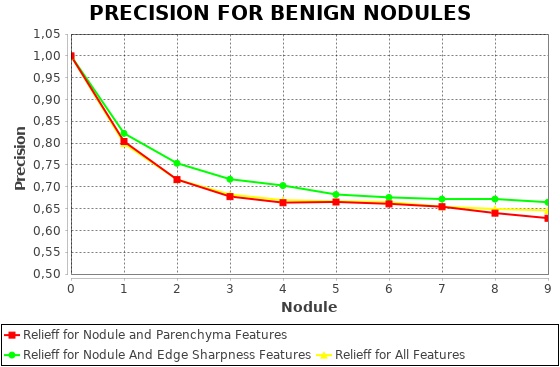 PRECISION FOR BENIGN NODULES
1,05
1,00
0,95
0,90
0,85
0,80
0,75
0,70
0,65
0,60
0,55
0,50
Precision
0 1 2 3 4 5 6 7 8 9
Nodule
Relieff for Nodule and Parenchyma Features
Relieff for Nodule And Edge Sharpness Features Relieff for All Features